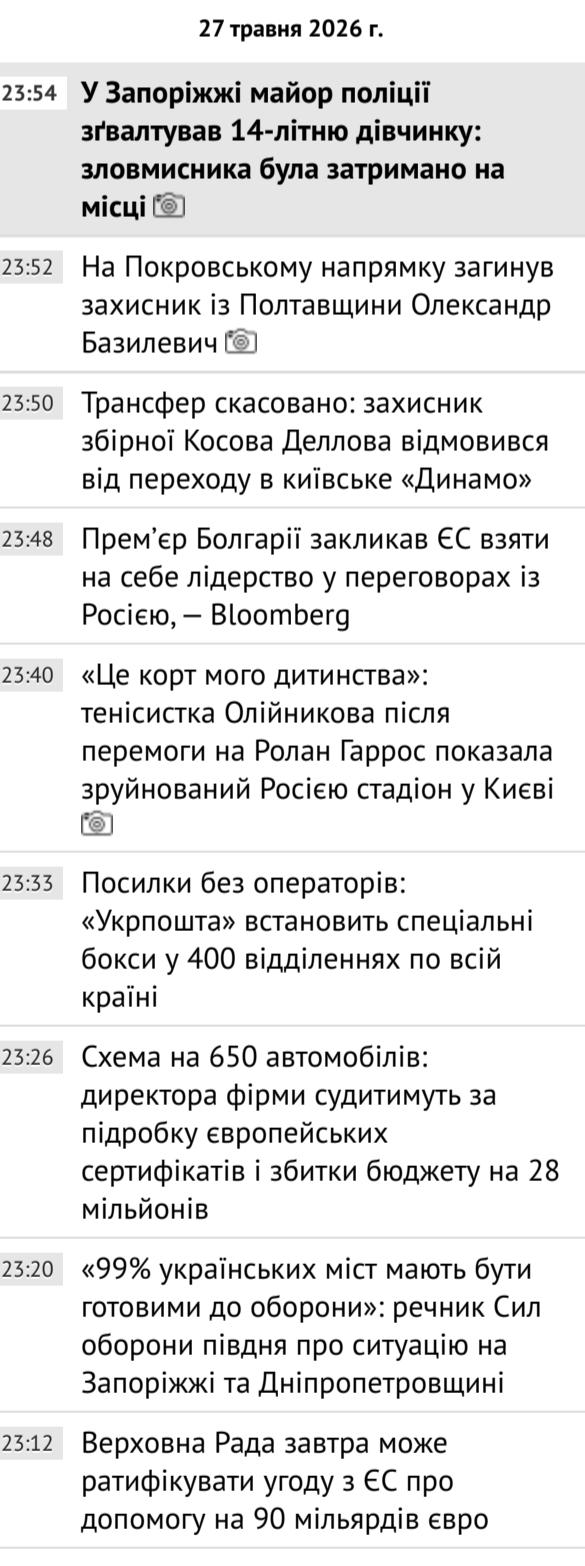 27 травня 2026 г.
23:54
У Запоріжжі майор поліції
зґвалтував 14-літню дівчинку:
зловмисника була затримано на
місці
23:52
На Покровському напрямку загинув
захисник із Полтавщини Олександр
Базилевич
23:50
Трансфер скасовано: захисник
збірної Косова Деллова відмовився
від переходу в київське «Динамо»
23:48
Прем’єр Болгарії закликав ЄС взяти
на себе лідерство у переговорах із
Росією, — Bloomberg
23:40
«Це корт мого дитинства»:
тенісистка Олійникова після
перемоги на Ролан Гаррос показала
зруйнований Росією стадіон у Києві
23:33
Посилки без операторів:
«Укрпошта» встановить спеціальні
бокси у 400 відділеннях по всій
країні
23:26
Схема на 650 автомобілів:
директора фірми судитимуть за
підробку європейських
сертифікатів і збитки бюджету на 28
мільйонів
23:20
«99% українських міст мають бути
готовими до оборони»: речник Сил
оборони півдня про ситуацію на
Запоріжжі та Дніпропетровщині
23:12
Верховна Рада завтра може
ратифікувати угоду з ЄС про
допомогу на 90 мільярдів євро